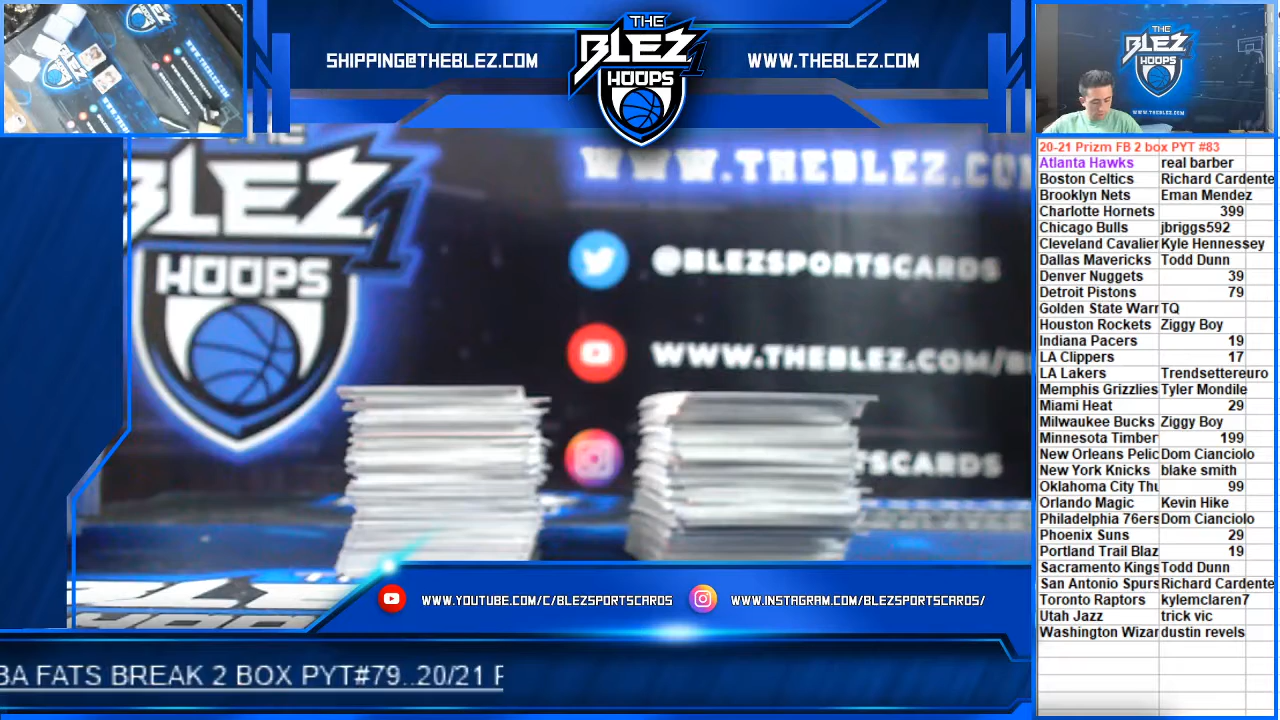 SHIPPING@THEBLEZ.COM
THE
BLEZ1
HOOPS
WWW.THEBLEZ.COM
THE
BLEZ1
HOOPS
WWW.THEBLEZ.COM
THE
BLEZ1
HOOPS
WWW.THEBLEZ.CO
@BLEZSPORTSCARDS
WWW.THEBLEZ.COM/B
TSCARDS
WWW.YOUTUBE.COM/C/BLEZSPORTSCARDS
WWW.INSTAGRAM.COM/BLEZSPORTSCARDS/
BA FATS BREAK 2 BOX PYT#79..20/21 F
20-21 Prizm FB 2 box PYT #83
Atlanta Hawks real barber
Boston Celtics Richard Cardente
Brooklyn Nets Eman Mendez
Charlotte Hornets 399
Chicago Bulls jbriggs592
Cleveland Cavalier Kyle Hennessey
Dallas Mavericks Todd Dunn
Denver Nuggets 39
Detroit Pistons 79
Golden State Warr TQ
Houston Rockets Ziggy Boy
Indiana Pacers 19
LA Clippers 17
LA Lakers Trendsettereuro
Memphis Grizzlies Tyler Mondile
Miami Heat 29
Milwaukee Bucks Ziggy Boy
Minnesota Timber 199
New Orleans Pelic Dom Cianciolo
New York Knicks blake smith
Oklahoma City Thu 99
Orlando Magic Kevin Hike
Philadelphia 76ers Dom Cianciolo
Phoenix Suns 29
Portland Trail Blaz 19
Sacramento Kings Todd Dunn
San Antonio Spurs Richard Cardente
Toronto Raptors kylemclaren7
Utah Jazz trick vic
Washington Wizar dustin revels